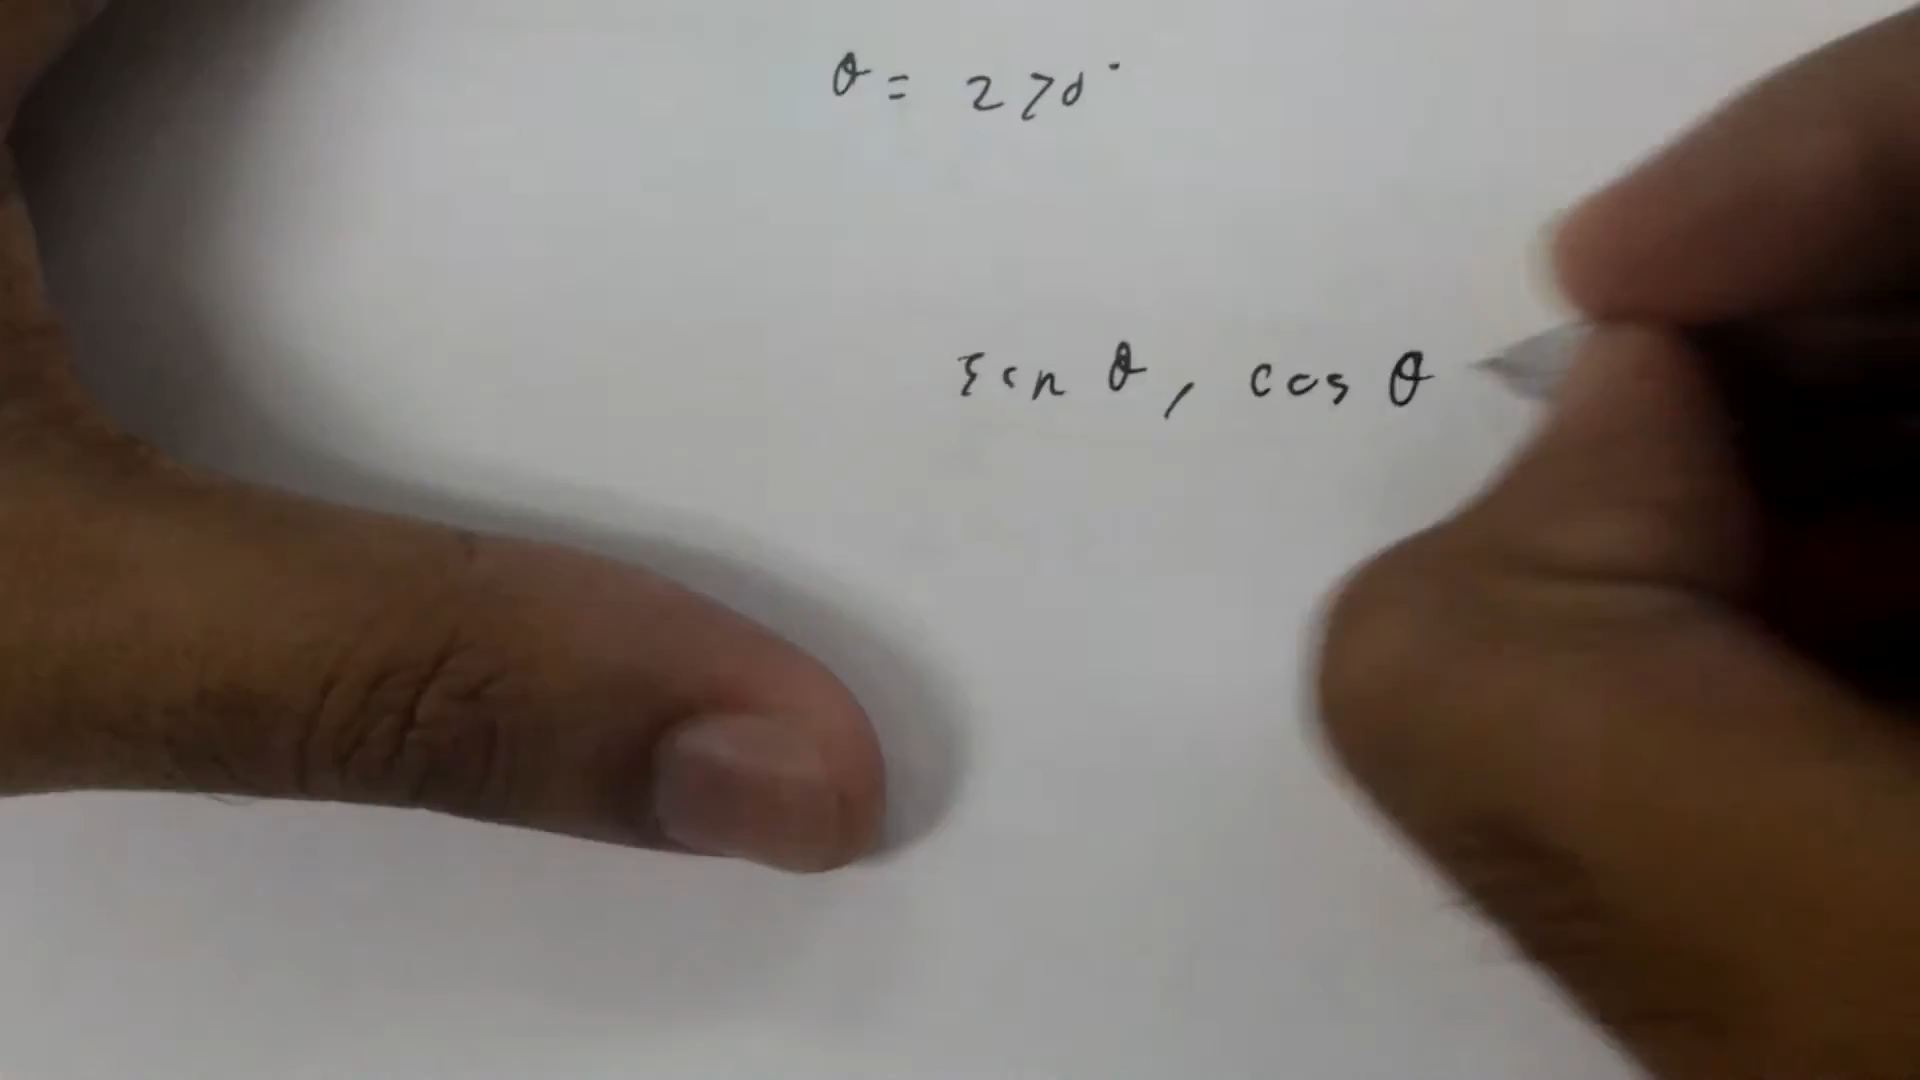 θ = 270°
sin θ, cos θ